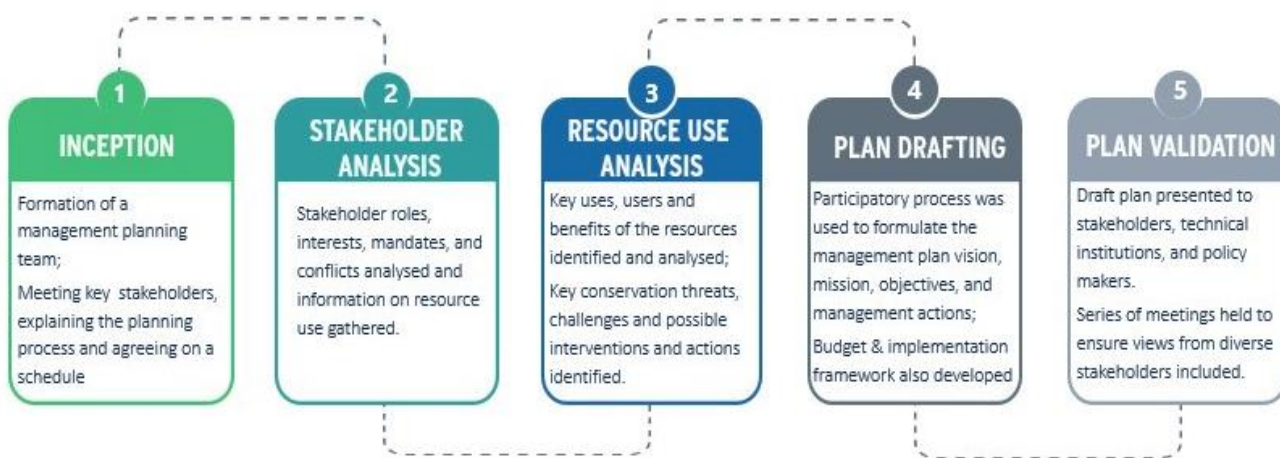 1
INCEPTION
Formation of a
management planning
team;
Meeting key stakeholders,
explaining the planning
process and agreeing on a
schedule
2
STAKEHOLDER
ANALYSIS
Stakeholder roles,
interests, mandates, and
conflicts analysed and
information on resource
use gathered.
3
RESOURCE USE
ANALYSIS
Key uses, users and
benefits of the resources
identified and analysed;
Key conservation threats,
challenges and possible
interventions and actions
identified.
4
PLAN DRAFTING
Participatory process was
used to formulate the
management plan vision,
mission, objectives, and
management actions;
Budget & implementation
framework also developed
5
PLAN VALIDATION
Draft plan presented to
stakeholders, technical
institutions, and policy
makers.
Series of meetings held to
ensure views from diverse
stakeholders included.